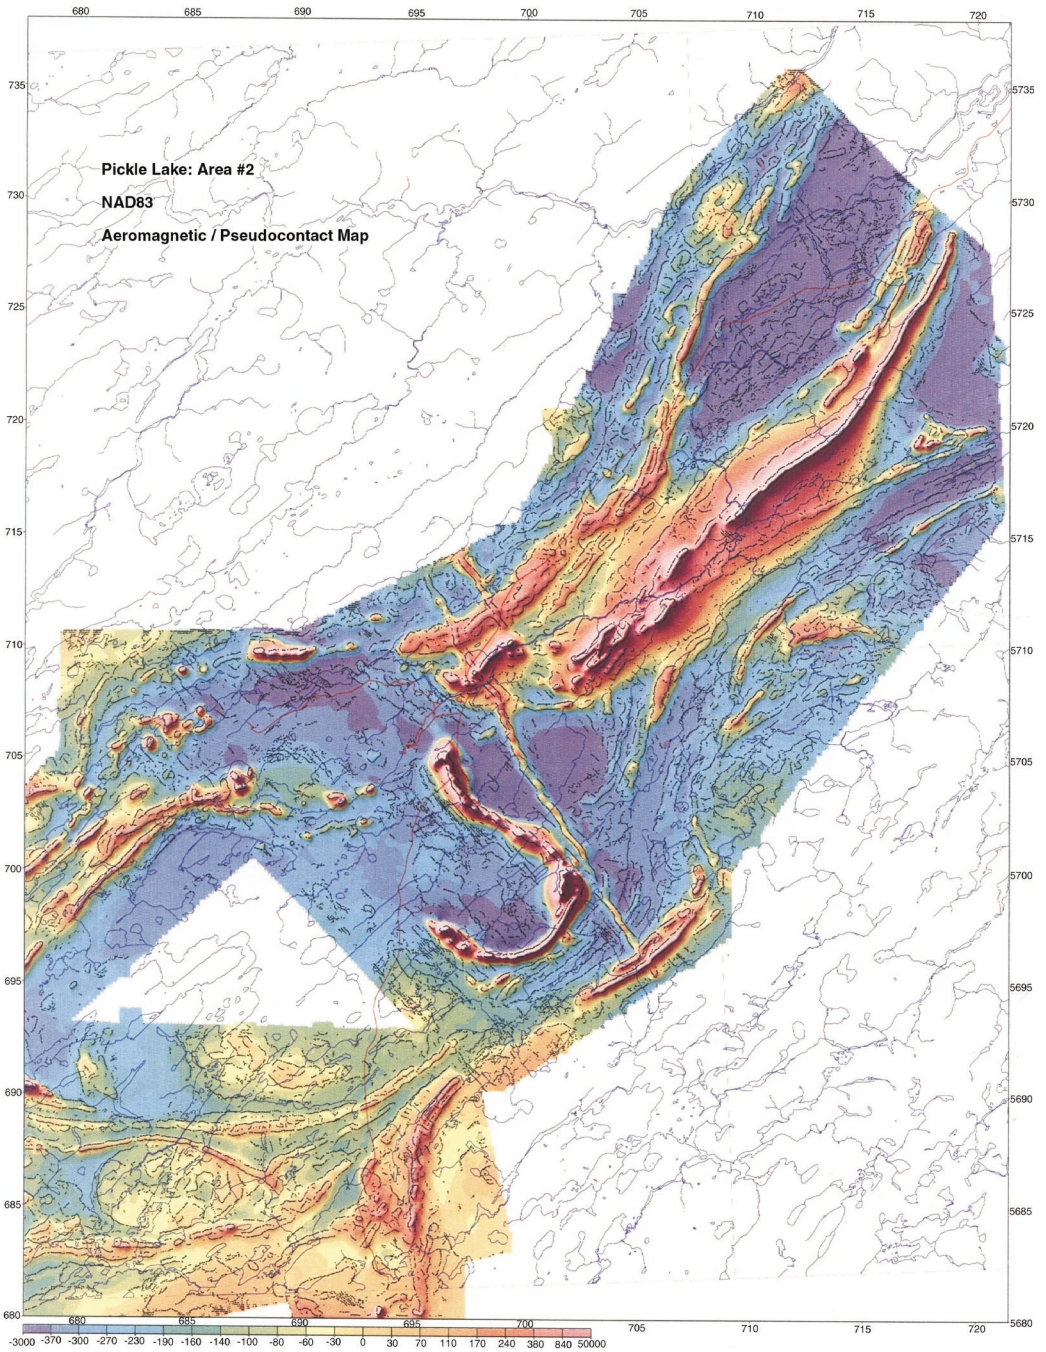 680 685 690 695 700 705 710 715 720
735 5735
Pickle Lake: Area #2
730 5730
NAD83
Aeromagnetic / Pseudocontact Map
725 5725
720 5720
715 5715
710 5710
705 5705
700 5700
695 5695
690 5690
685 5685
680 680 685 690 695 700 705 710 715 720 5680
-3000 -370 -300 -270 -230 -190 -160 -140 -100 -80 -60 -30 0 30 70 110 170 240 380 840 50000